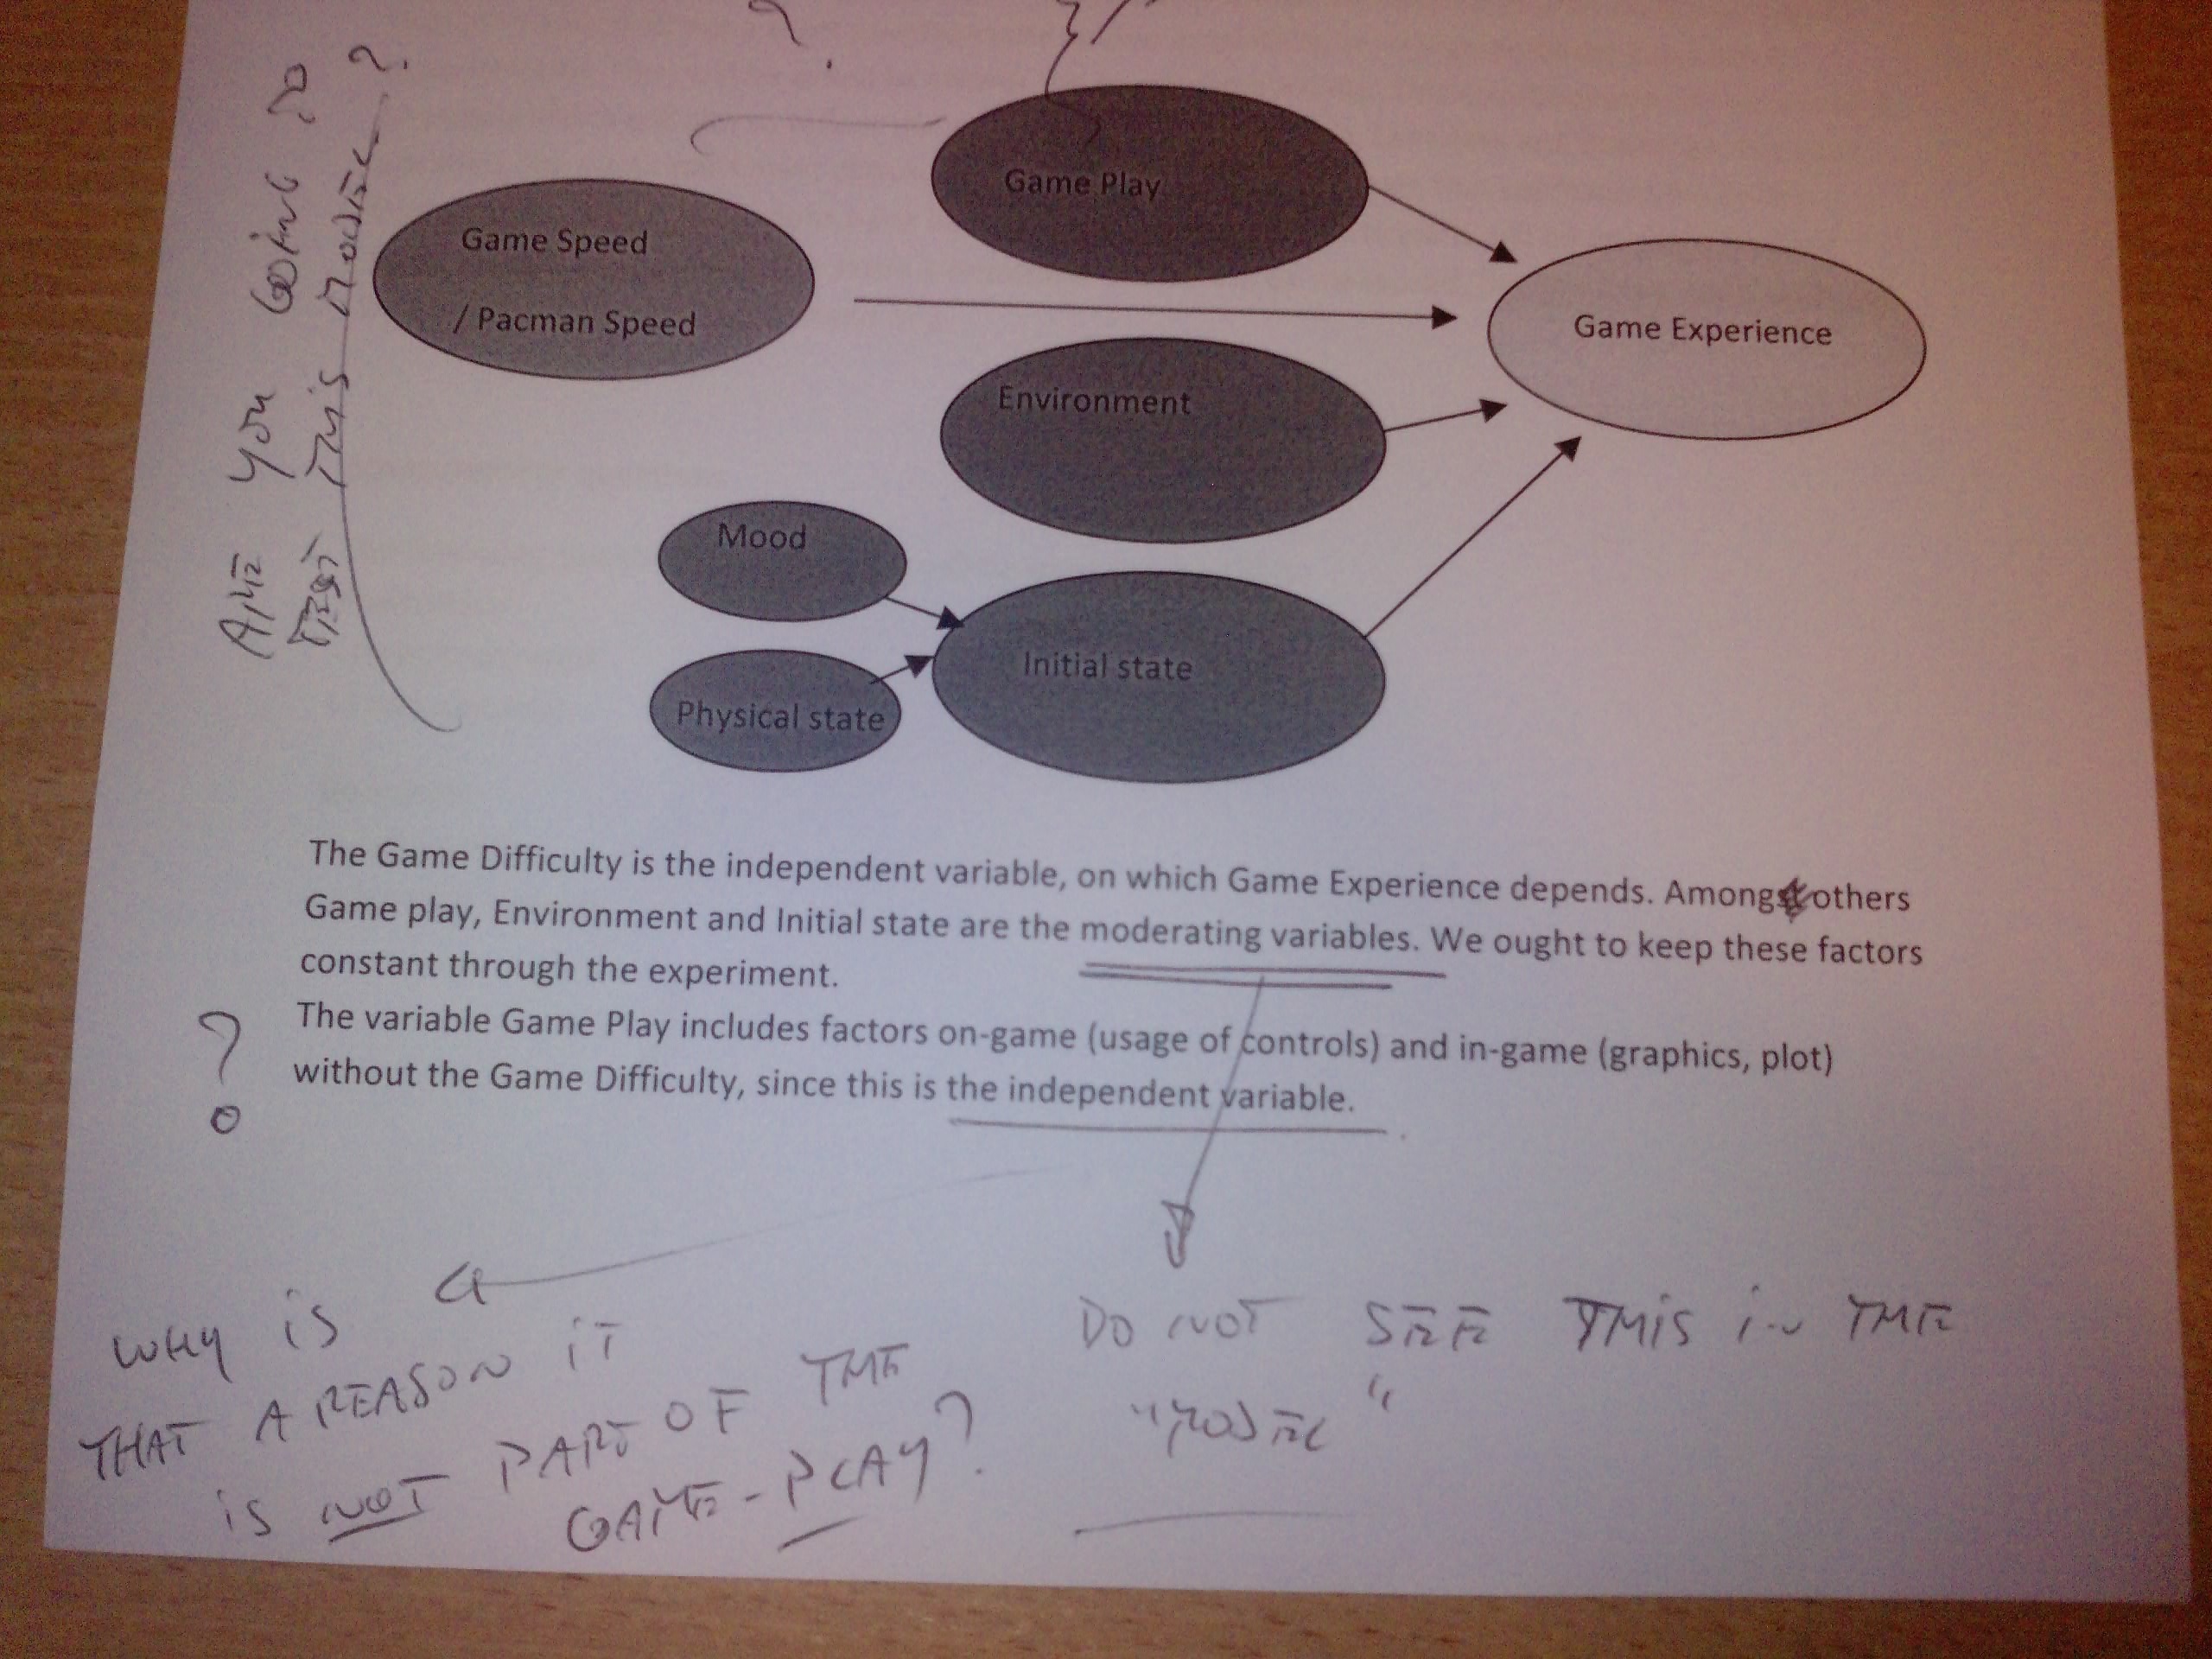 ?
ARE YOU GOING TO
TEST THIS MODEL?
Game Play
Game Speed
/ Pacman Speed
Game Experience
Environment
Mood
Initial state
Physical state
The Game Difficulty is the independent variable, on which Game Experience depends. Among others
Game play, Environment and Initial state are the moderating variables. We ought to keep these factors
constant through the experiment.
The variable Game Play includes factors on-game (usage of controls) and in-game (graphics, plot)
without the Game Difficulty, since this is the independent variable.
?
WHY IS
THAT A REASON IT
IS NOT PART OF THE
GAME-PLAY?
DO NOT SEE THIS IN THE
"MODEL"